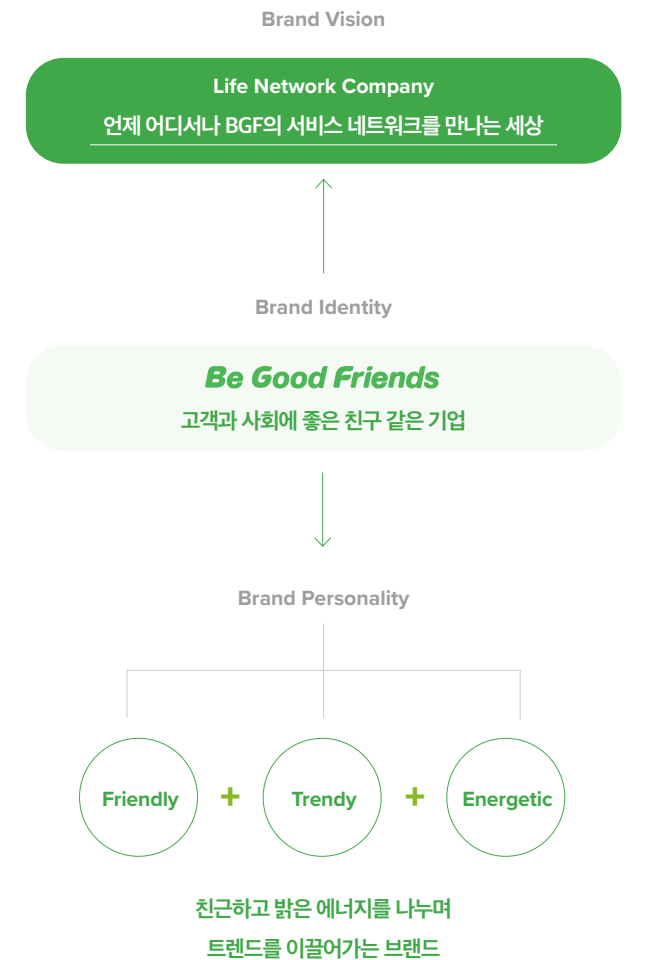 Brand Vision
Life Network Company
언제 어디서나 BGF의 서비스 네트워크를 만나는 세상
Brand Identity
Be Good Friends
고객과 사회에 좋은 친구 같은 기업
Brand Personality
Friendly + Trendy + Energetic
친근하고 밝은 에너지를 나누며
트렌드를 이끌어가는 브랜드